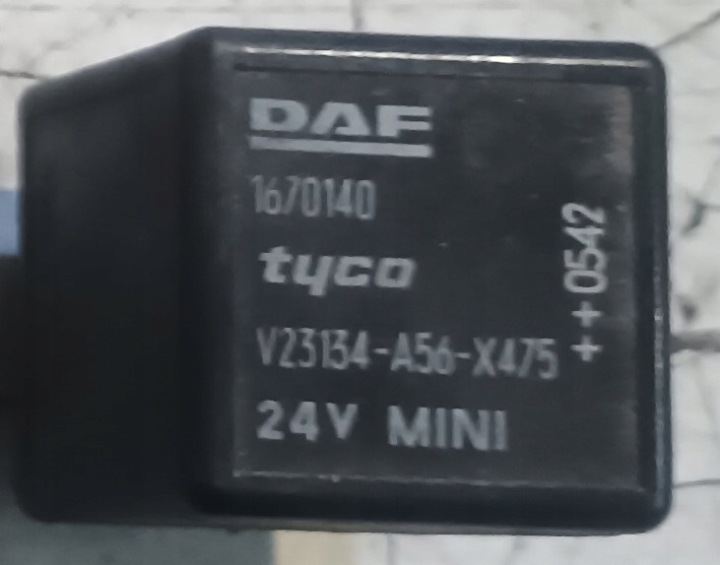 DAF
1670140
tyco
V23134-A56-X475
24V MINI
++0542